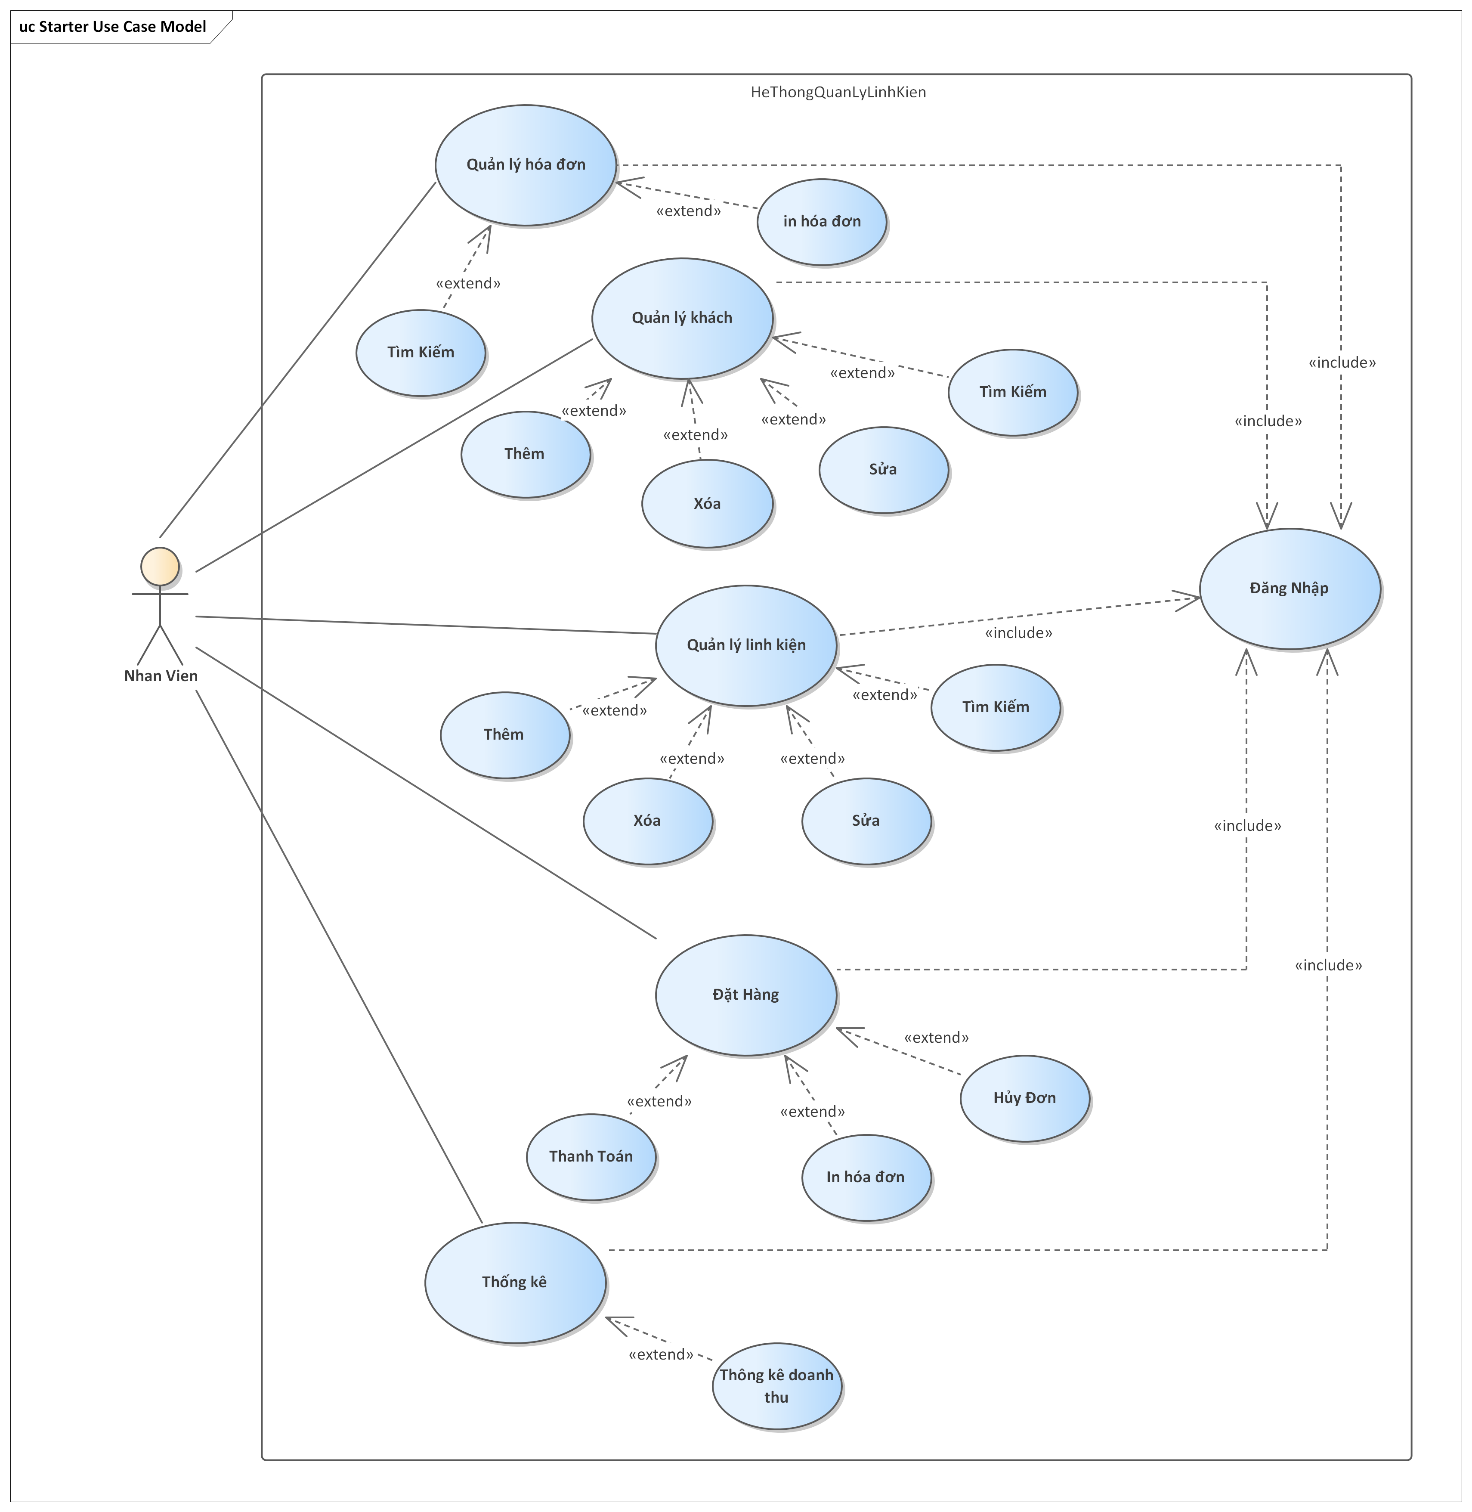 uc Starter Use Case Model
HeThongQuanLyLinhKien
Quản lý hóa đơn
«extend»
in hóa đơn
«extend»
Tìm Kiếm
Quản lý khách
«include»
«extend»
Tìm Kiếm
«include»
«extend»
«extend»
«extend»
Thêm
Sửa
Xóa
Đăng Nhập
Nhan Vien
Quản lý linh kiện
«include»
«extend»
Tìm Kiếm
«extend»
Thêm
«extend»
«extend»
Xóa
Sửa
«include»
«include»
Đặt Hàng
«extend»
Hủy Đơn
«extend»
«extend»
Thanh Toán
In hóa đơn
Thống kê
«extend»
Thông kê doanh
thu